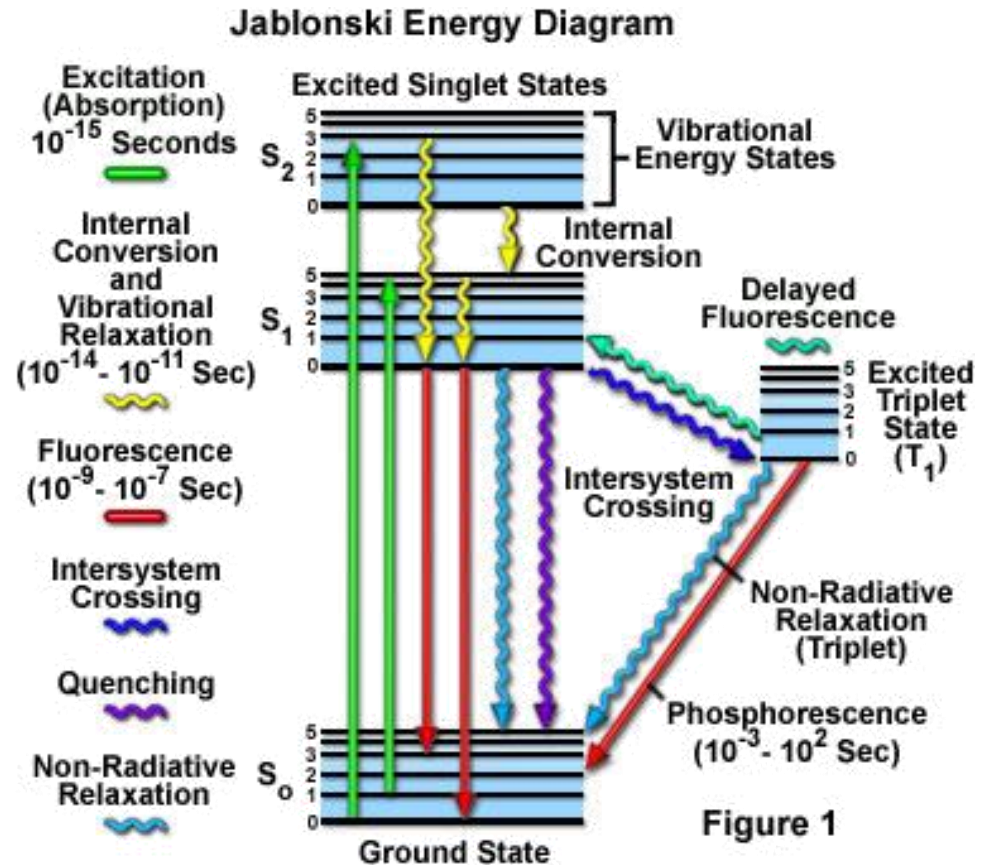 Jablonski Energy Diagram
Excitation
(Absorption)
10⁻¹⁵ Seconds
Internal
Conversion
and
Vibrational
Relaxation
(10⁻¹⁴ - 10⁻¹¹ Sec)
Fluorescence
(10⁻⁹ - 10⁻⁷ Sec)
Intersystem
Crossing
Quenching
Non-Radiative
Relaxation
Excited Singlet States
S₂
5
3
2
1
0
Vibrational
Energy States
Internal
Conversion
S₁
5
3
2
1
0
Delayed
Fluorescence
5
3
2
1
0
Excited
Triplet
State
(T₁)
Intersystem
Crossing
Non-Radiative
Relaxation
(Triplet)
Phosphorescence
(10⁻³ - 10² Sec)
S₀
5
3
2
1
0
Ground State
Figure 1